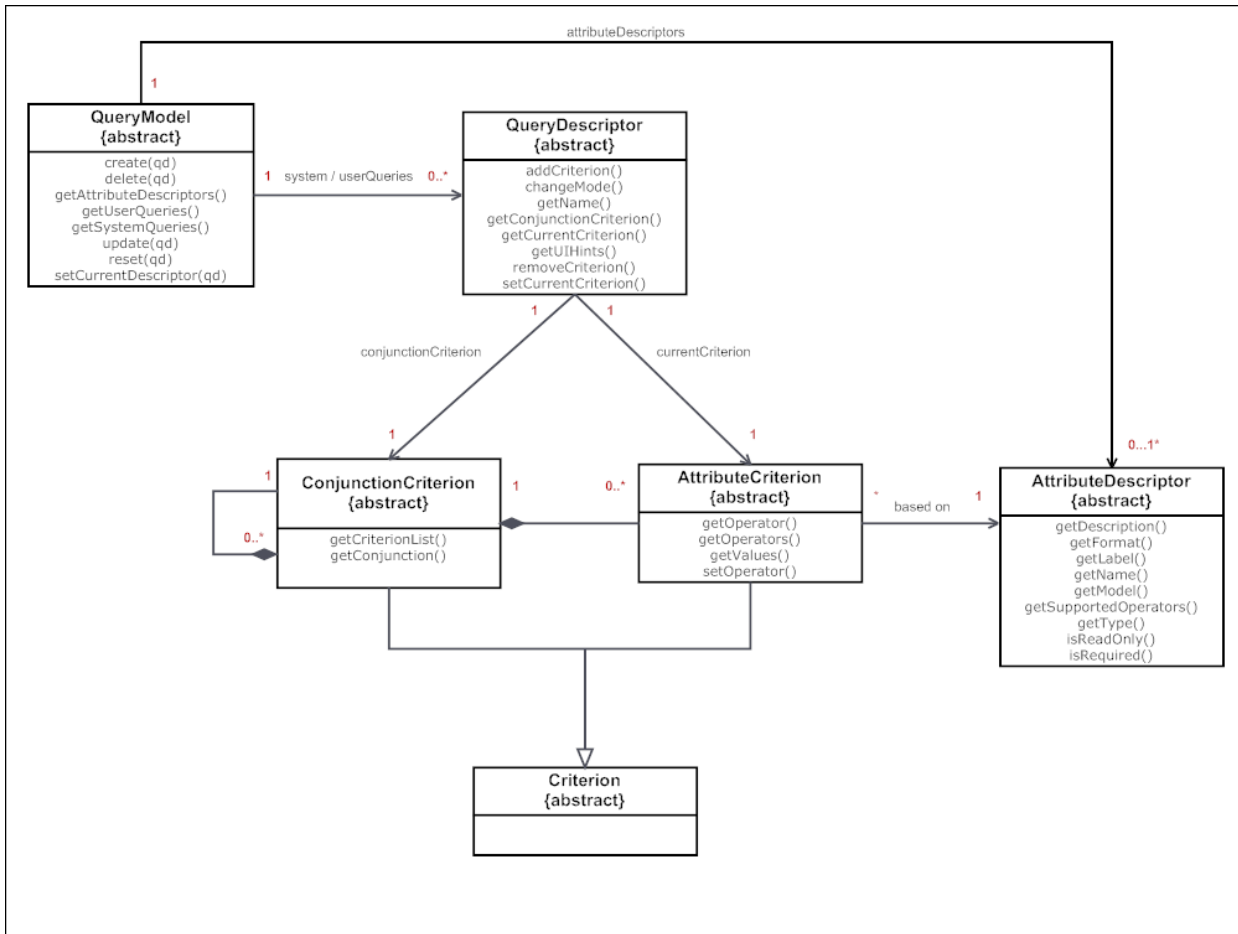 attributeDescriptors
1
QueryModel
{abstract}
create(qd)
delete(qd)
getAttributeDescriptors()
getUserQueries()
getSystemQueries()
update(qd)
reset(qd)
setCurrentDescriptor(qd)
1 system / userQueries 0..*
QueryDescriptor
{abstract}
addCriterion()
changeMode()
getName()
getConjunctionCriterion()
getCurrentCriterion()
getUIHints()
removeCriterion()
setCurrentCriterion()
1 1
conjunctionCriterion currentCriterion
1 1 0...1*
1
0..*
ConjunctionCriterion
{abstract}
getCriterionList()
getConjunction()
1 0..*
AttributeCriterion
{abstract}
getOperator()
getOperators()
getValues()
setOperator()
* based on 1
AttributeDescriptor
{abstract}
getDescription()
getFormat()
getLabel()
getName()
getModel()
getSupportedOperators()
getType()
isReadOnly()
isRequired()
Criterion
{abstract}